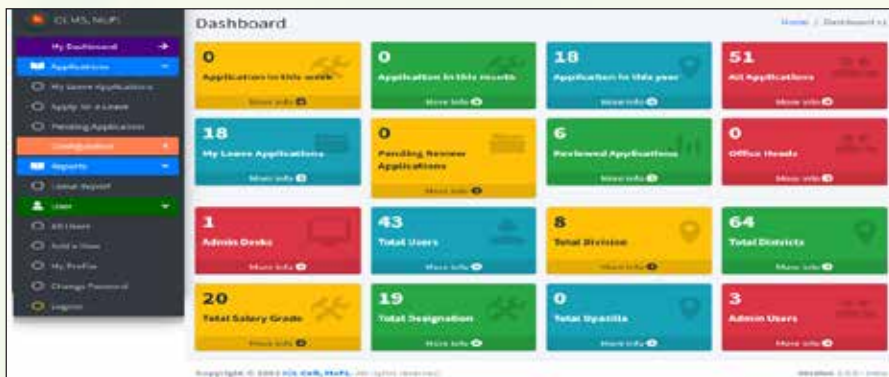 Dashboard
Home / Dashboard v1
My Dashboard
Applications
My Leave Applications
Apply for a Leave
Pending Application
Configuration
Reports
Leave Report
User
All Users
Add a User
My Profile
Change Password
Logout
0
Application in this week
More info
0
Application in this month
More info
18
Application in this year
More info
51
All Applications
More info
18
My Leave Applications
More info
0
Pending Review
Applications
More info
6
Reviewed Applications
More info
0
Office Heads
More info
1
Admin Desks
More info
43
Total Users
More info
8
Total Division
More info
64
Total Districts
More info
20
Total Salary Grade
More info
19
Total Designation
More info
0
Total Upazilla
More info
3
Admin Users
More info
All rights reserved.